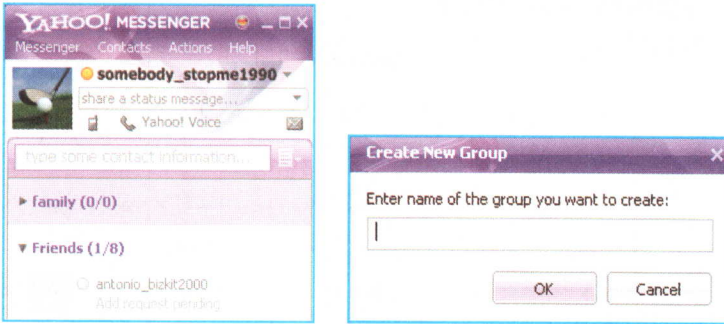 YAHOO! MESSENGER
Messenger Contacts Actions Help
somebody_stopme1990
share a status message...
Yahoo! Voice
type some contact information...
family (0/0)
Friends (1/8)
antonio_bizkit2000
Add request pending
Create New Group
Enter name of the group you want to create:
OK Cancel